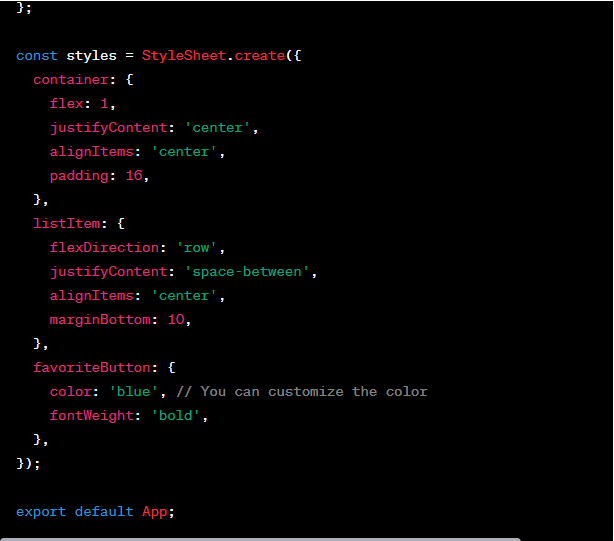 };
const styles = StyleSheet.create({
container: {
flex: 1,
justifyContent: 'center',
alignItems: 'center',
padding: 16,
},
listItem: {
flexDirection: 'row',
justifyContent: 'space-between',
alignItems: 'center',
marginBottom: 10,
},
favoriteButton: {
color: 'blue', // You can customize the color
fontWeight: 'bold',
},
});
export default App;